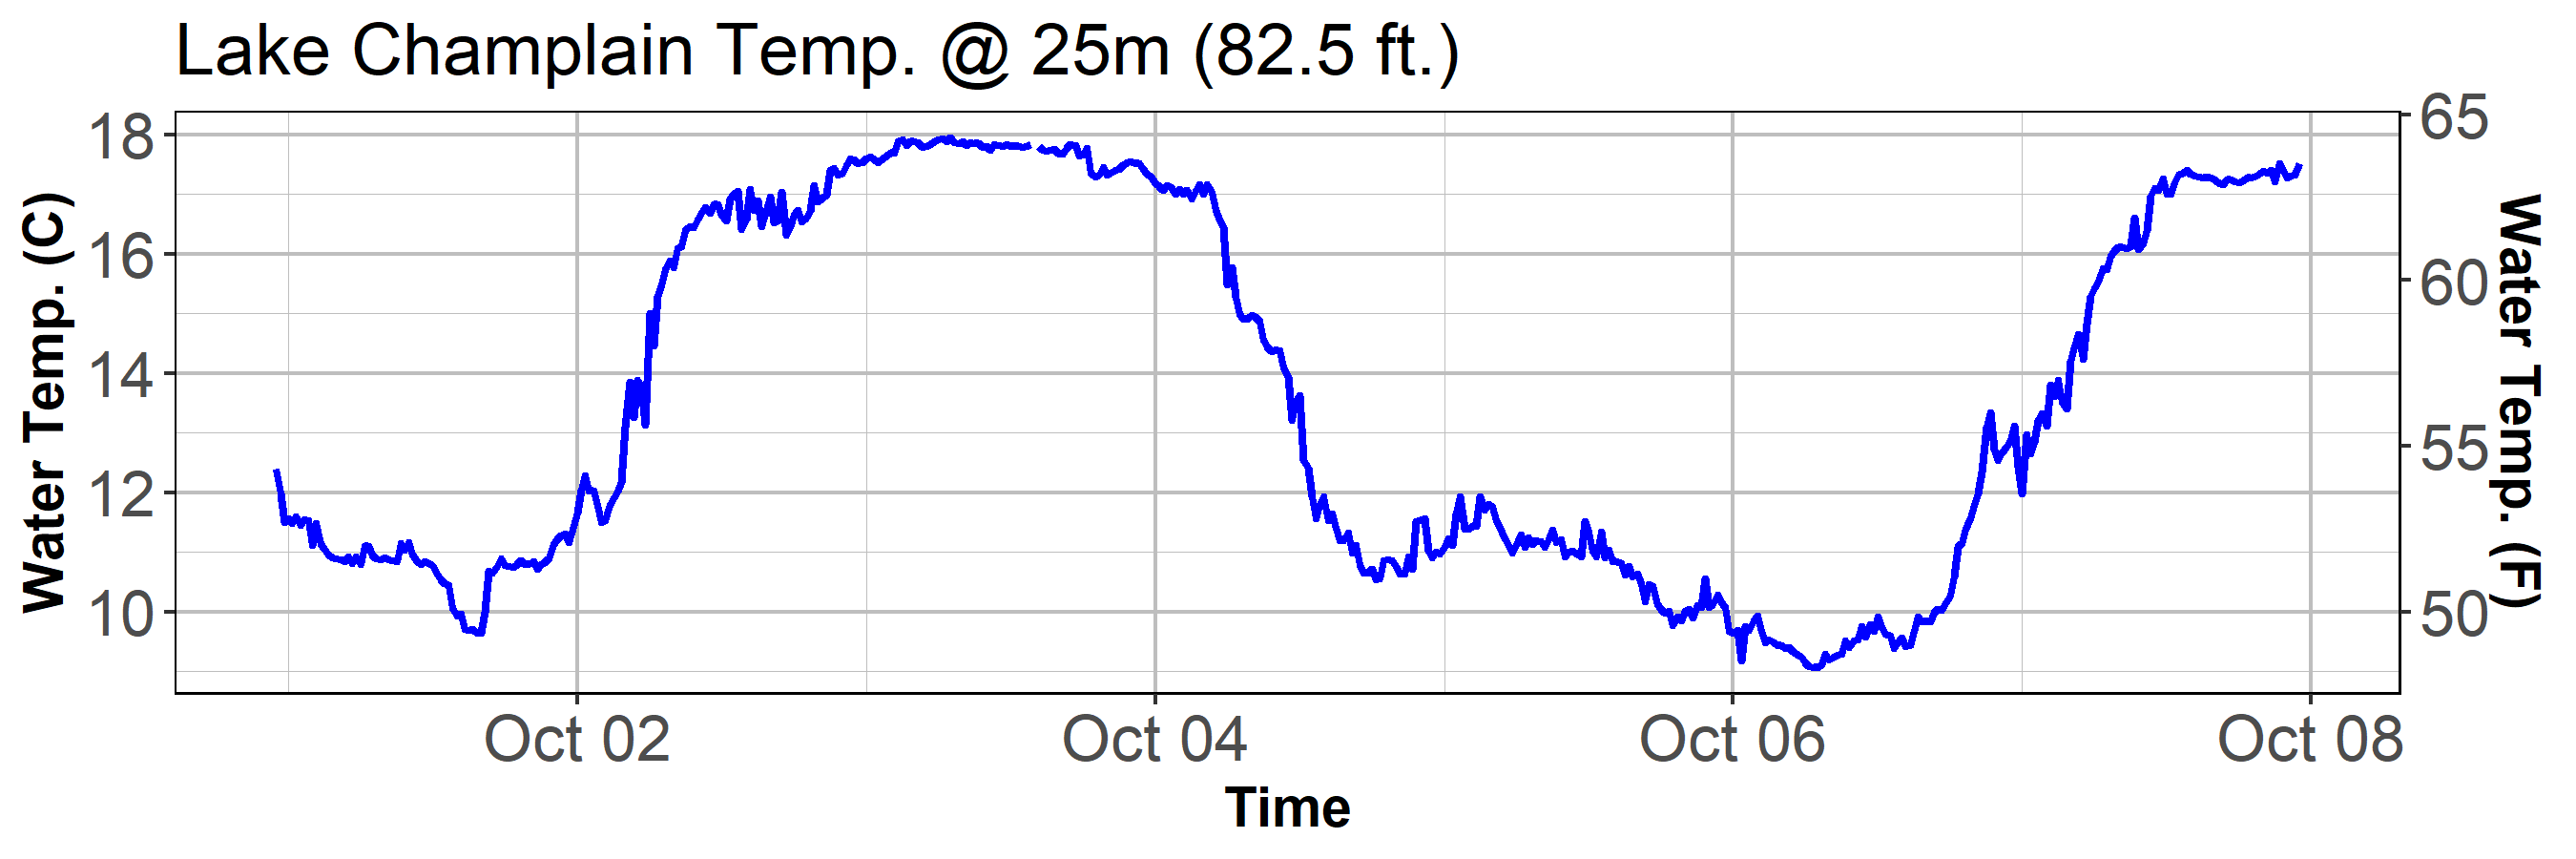 Lake Champlain Temp. @ 25m (82.5 ft.)
Water Temp. (C)
18
16
14
12
10
65
60
55
50
Water Temp. (F)
Oct 02
Oct 04
Oct 06
Oct 08
Time